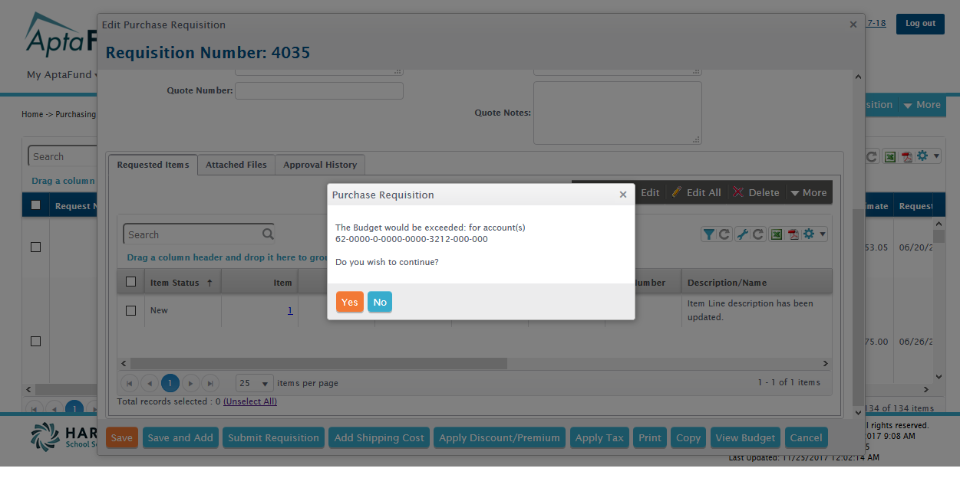 Edit Purchase Requisition
×
7-18
Log out
AptaF
Requisition Number: 4035
My AptaFund
Quote Number:
Quote Notes:
sition
More
Home -> Purchasing
Search
Requested Items
Attached Files
Approval History
Drag a column
Purchase Requisition
×
Edit
Edit All
Delete
More
Request N
mate
Request
The Budget would be exceeded: for account(s)
62-0000-0-0000-0000-3212-000-000
Search
Do you wish to continue?
53.05
06/20/2
Drag a column header and drop it here to grou
Item Status
Item
umber
Description/Name
Yes
No
New
1
Item Line description has been
updated.
75.00
06/26/2
1
25
items per page
1 - 1 of 1 items
Total records selected : 0 (Unselect All)
1
134 of 134 items
HAR
School S
Save
Save and Add
Submit Requisition
Add Shipping Cost
Apply Discount/Premium
Apply Tax
Print
Copy
View Budget
Cancel
l rights reserved.
017 9:08 AM
5
Last Updated: 11/25/2017 12:02:14 AM